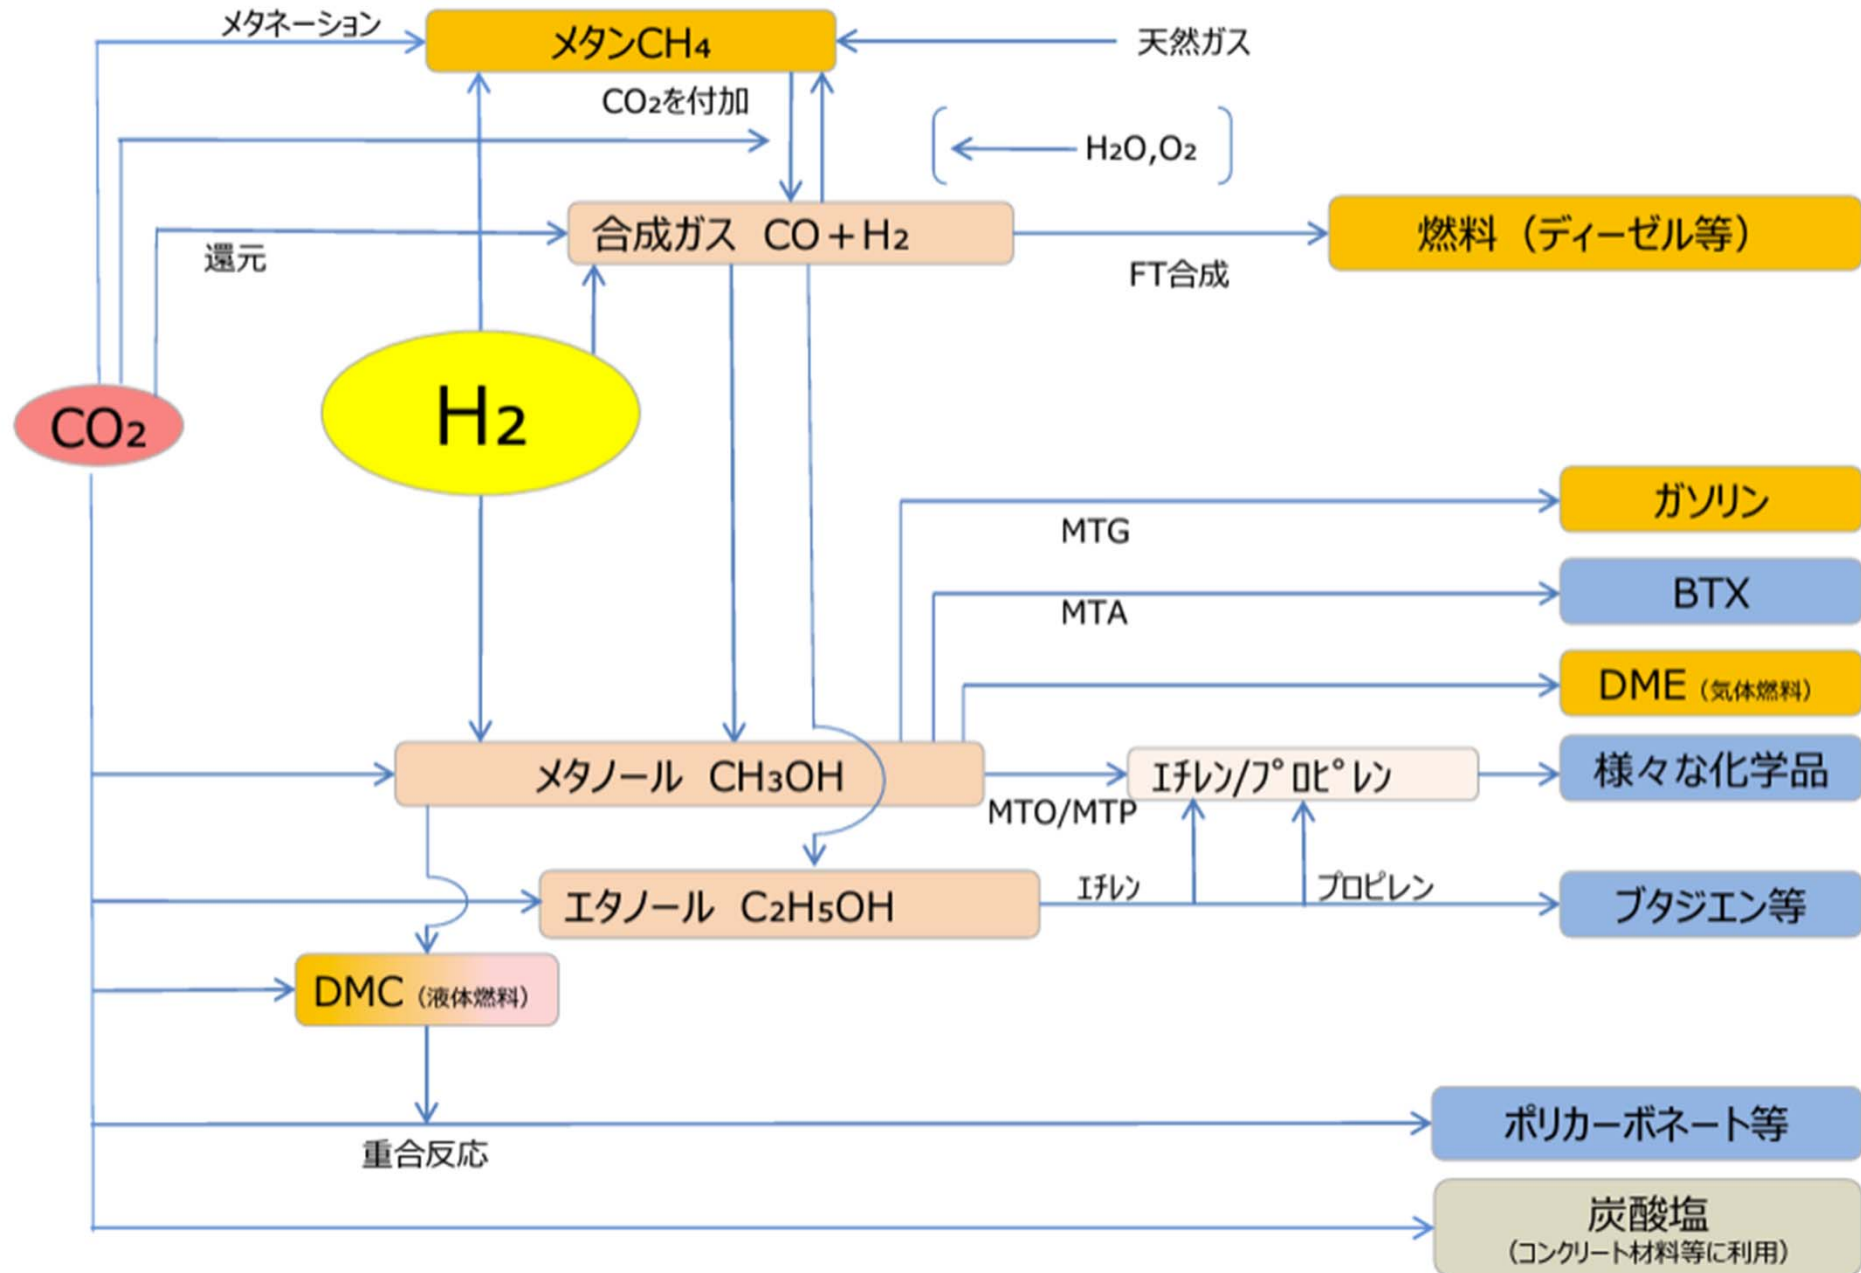 メタネーション
メタンCH₄
天然ガス
CO₂を付加
H₂O,O₂
合成ガス CO+H₂
燃料(ディーゼル等)
還元
FT合成
CO₂
H₂
ガソリン
MTG
BTX
MTA
DME(気体燃料)
メタノール CH₃OH
エチレン/プロピレン
様々な化学品
MTO/MTP
エタノール C₂H₅OH
エチレン
プロピレン
ブタジエン等
DMC(液体燃料)
ポリカーボネート等
重合反応
炭酸塩
(コンクリート材料等に利用)